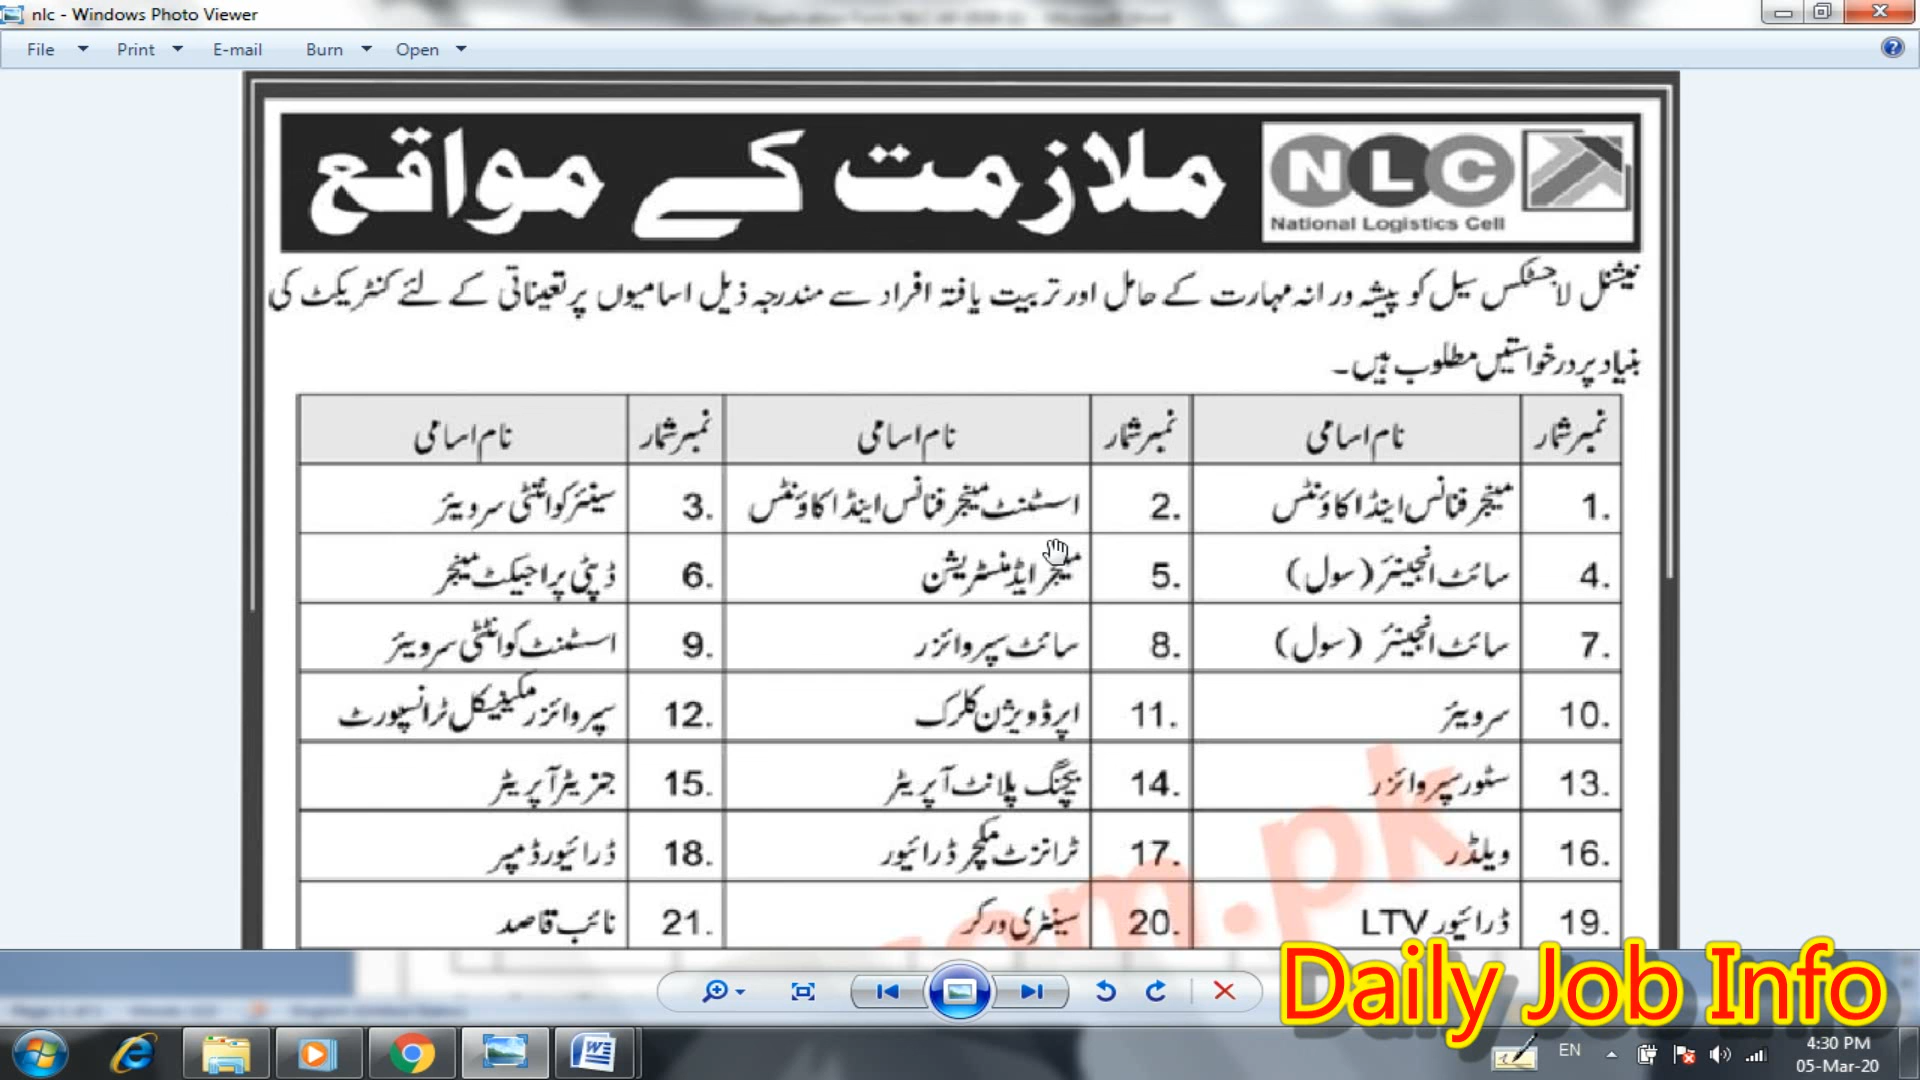 nlc - Windows Photo Viewer
File Print E-mail Burn Open
ملازمت کے مواقع
NLC
National Logistics Cell
نیشنل لاجسٹکس سیل کو پیشہ ورانہ مہارت کے حامل اور تربیت یافتہ افراد سے مندرجہ ذیل اسامیوں پر تعیناتی کے لئے کنٹریکٹ کی
بنیاد پر درخواستیں مطلوب ہیں۔
نمبر شمار نام اسامی نمبر شمار نام اسامی نمبر شمار نام اسامی
1. مینجر فنانس اینڈ اکاؤنٹس 2. اسسٹنٹ مینجر فنانس اینڈ اکاؤنٹس 3. سینئر کوانٹٹی سرویئر
4. سائٹ انجینئر (سول) 5. مینجر ایڈمنسٹریشن 6. ڈپٹی پراجیکٹ مینجر
7. سائٹ انجینئر (سول) 8. سائٹ سپروائزر 9. اسسٹنٹ کوانٹٹی سرویئر
10. سرویئر 11. اپر ڈویژن کلرک 12. سپروائزر مکینیکل ٹرانسپورٹ
13. سٹور سپروائزر 14. بیچنگ پلانٹ آپریٹر 15. جنریٹر آپریٹر
16. ویلڈر 17. ٹرانزٹ مکچر ڈرائیور 18. ڈرائیور ڈمپر
19. ڈرائیور LTV 20. سینٹری ورکر 21. نائب قاصد
om.pk
Daily Job Info
EN
4:30 PM
05-Mar-20